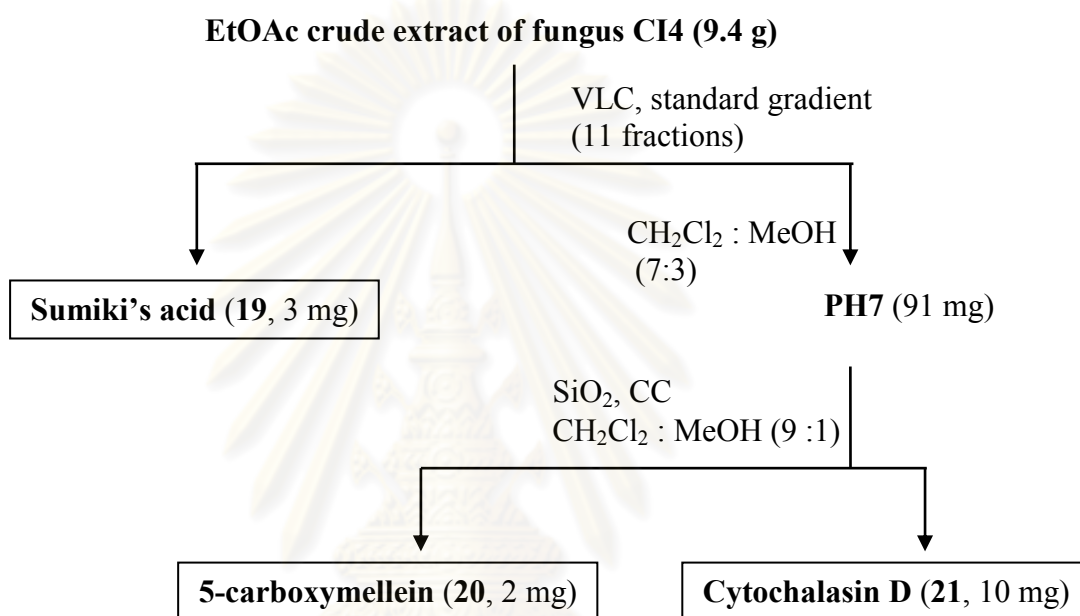 EtOAc crude extract of fungus CI4 (9.4 g)
VLC, standard gradient
(11 fractions)
CH₂Cl₂ : MeOH
(7:3)
Sumiki’s acid (19, 3 mg)
PH7 (91 mg)
SiO₂, CC
CH₂Cl₂ : MeOH (9 :1)
5-carboxymellein (20, 2 mg)
Cytochalasin D (21, 10 mg)